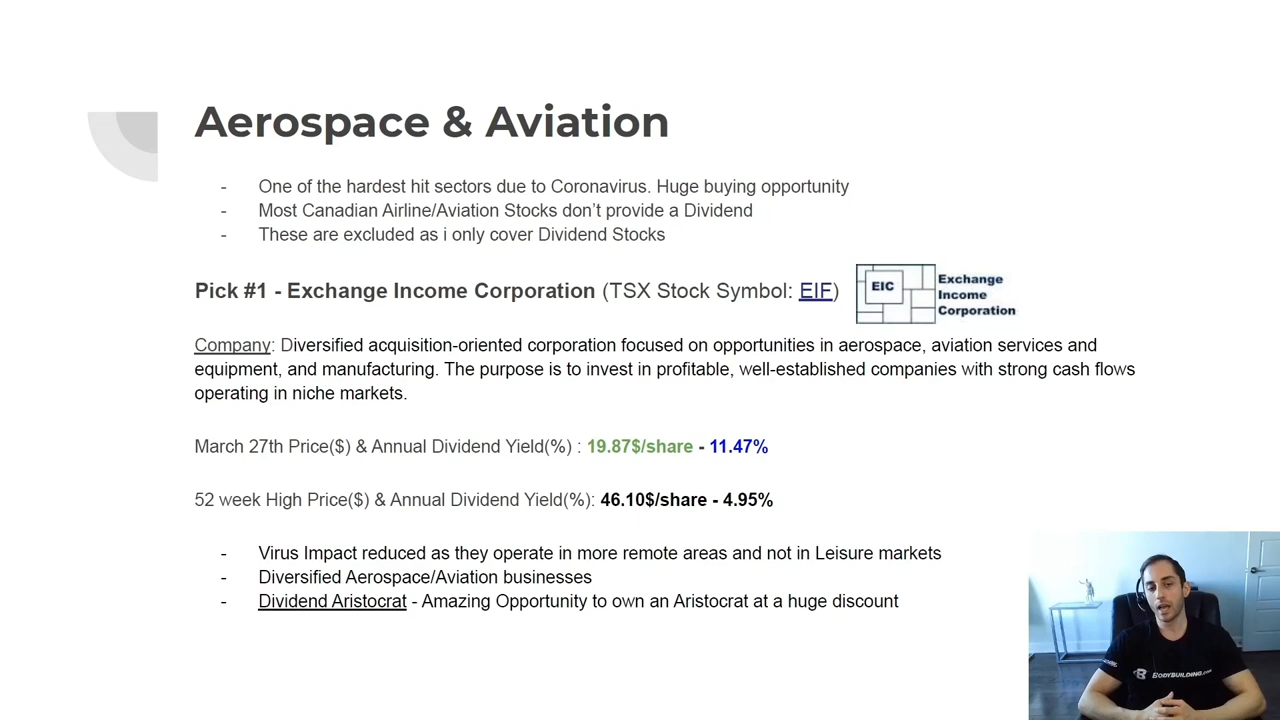 Aerospace & Aviation
- One of the hardest hit sectors due to Coronavirus. Huge buying opportunity
- Most Canadian Airline/Aviation Stocks don’t provide a Dividend
- These are excluded as i only cover Dividend Stocks
Pick #1 - Exchange Income Corporation (TSX Stock Symbol: EIF)
EIC
Exchange
Income
Corporation
Company: Diversified acquisition-oriented corporation focused on opportunities in aerospace, aviation services and
equipment, and manufacturing. The purpose is to invest in profitable, well-established companies with strong cash flows
operating in niche markets.
March 27th Price($) & Annual Dividend Yield(%) : 19.87$/share - 11.47%
52 week High Price($) & Annual Dividend Yield(%): 46.10$/share - 4.95%
- Virus Impact reduced as they operate in more remote areas and not in Leisure markets
- Diversified Aerospace/Aviation businesses
- Dividend Aristocrat - Amazing Opportunity to own an Aristocrat at a huge discount
BODYBUILDING.com